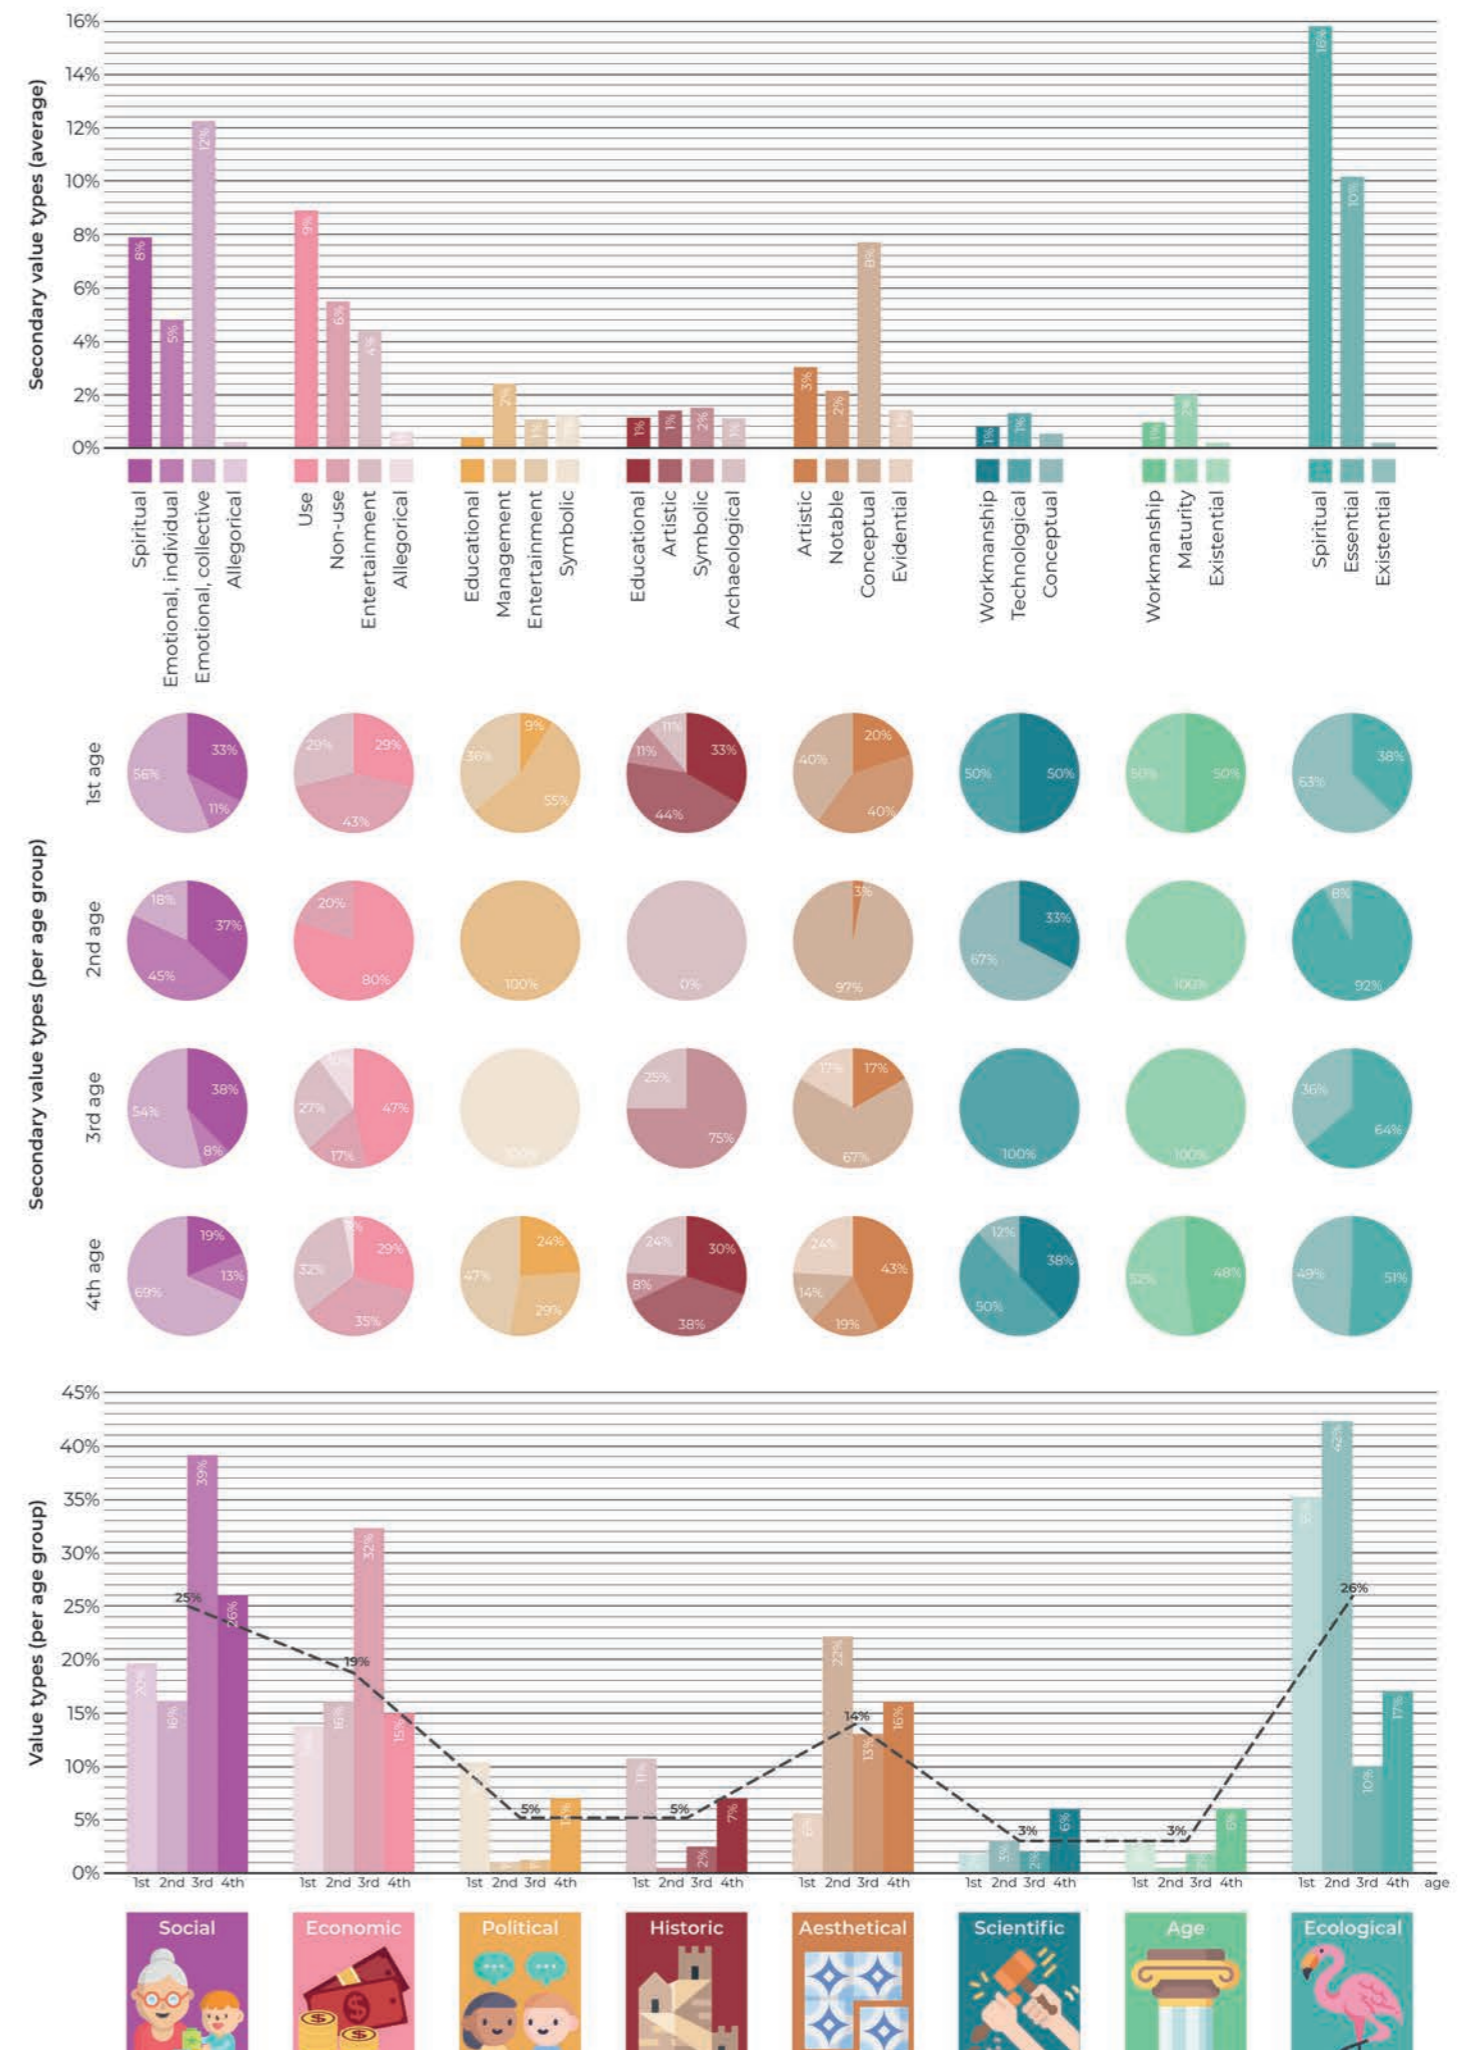 Secondary value types (average)
16%
14%
12%
10%
8%
6%
4%
2%
0%
8%
5%
12%
9%
6%
4%
2%
1%
1%
1%
2%
1%
3%
2%
8%
1%
1%
1%
1%
2%
16%
10%
Spiritual
Emotional, individual
Emotional, collective
Allegorical
Use
Non-use
Entertainment
Allegorical
Educational
Management
Entertainment
Symbolic
Educational
Artistic
Symbolic
Archaeological
Artistic
Notable
Conceptual
Evidential
Workmanship
Technological
Conceptual
Workmanship
Maturity
Existential
Spiritual
Essential
Existential
Secondary value types (per age group)
1st age
33% 11% 56%
29% 43% 29%
9% 55% 36%
33% 44% 11% 11%
20% 40% 40%
50% 50%
50% 50%
38% 63%
2nd age
37% 45% 18%
80% 20%
100%
0%
3% 97%
33% 67%
100%
92% 8%
3rd age
38% 8% 54%
47% 17% 27% 10%
100%
75% 25%
17% 67% 17%
100%
100%
64% 36%
4th age
19% 13% 69%
29% 35% 32%
24% 29% 47%
30% 38% 8% 24%
43% 19% 14% 24%
38% 50% 12%
48% 52%
51% 49%
Value types (per age group)
45%
40%
35%
30%
25%
20%
15%
10%
5%
0%
20% 16% 39% 26%
16% 32% 15%
11% 2% 7%
6% 22% 13% 16%
3% 2% 6%
6%
35% 42% 10% 17%
25% 19% 5% 5% 14% 3% 3% 26%
1st 2nd 3rd 4th 1st 2nd 3rd 4th 1st 2nd 3rd 4th 1st 2nd 3rd 4th 1st 2nd 3rd 4th 1st 2nd 3rd 4th 1st 2nd 3rd 4th 1st 2nd 3rd 4th age
Social Economic Political Historic Aesthetical Scientific Age Ecological